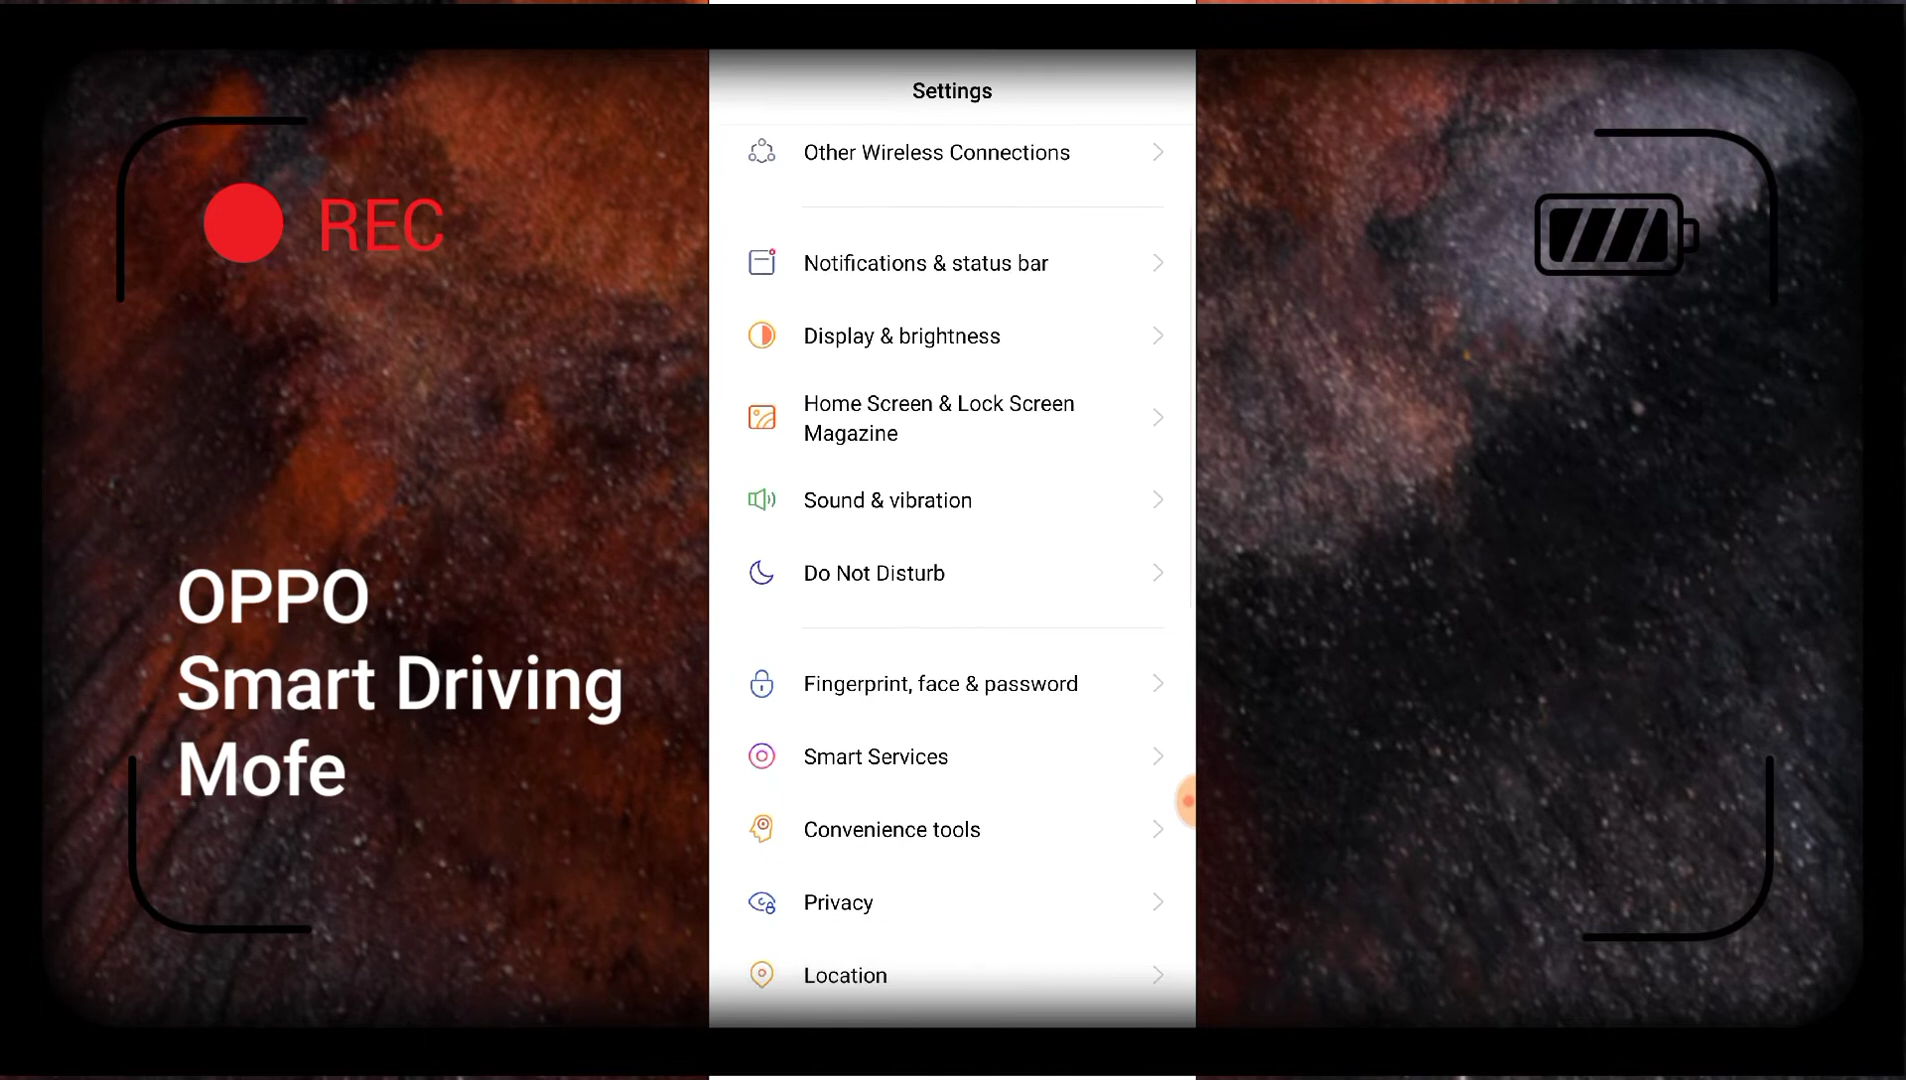 Settings
Other Wireless Connections
REC
Notifications & status bar
Display & brightness
Home Screen & Lock Screen
Magazine
Sound & vibration
Do Not Disturb
OPPO
Smart Driving
Mofe
Fingerprint, face & password
Smart Services
Convenience tools
Privacy
Location